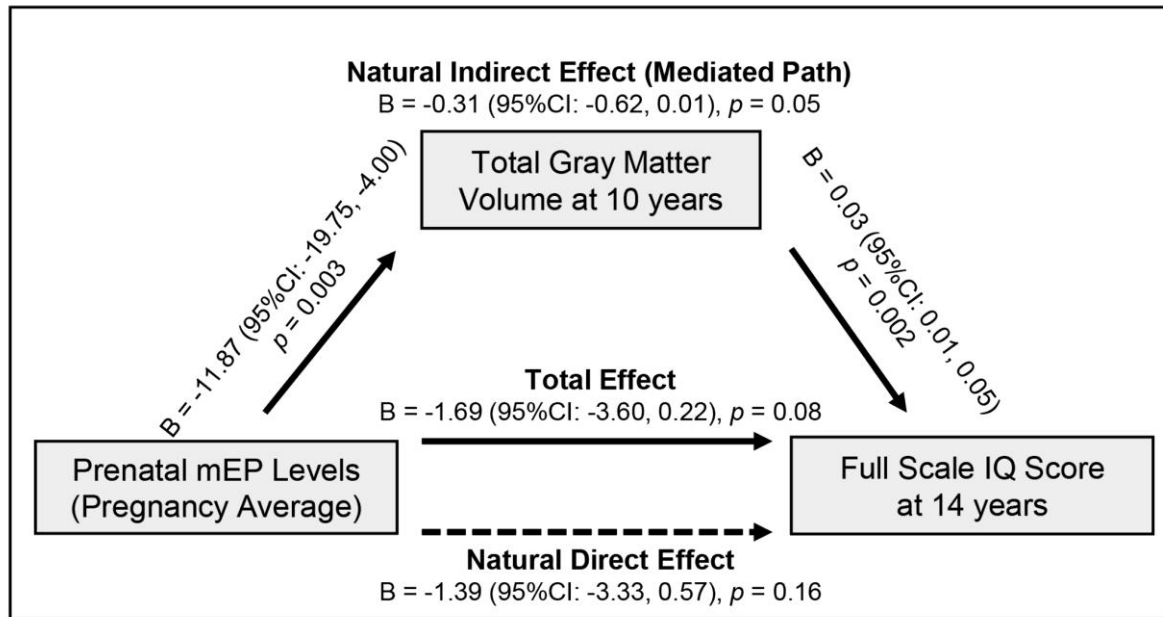 Natural Indirect Effect (Mediated Path)
B = -0.31 (95%CI: -0.62, 0.01), p = 0.05
Total Gray Matter
Volume at 10 years
B = -11.87 (95%CI: -19.75, -4.00)
p = 0.003
B = 0.03 (95%CI: 0.01, 0.05)
p = 0.002
Total Effect
B = -1.69 (95%CI: -3.60, 0.22), p = 0.08
Prenatal mEP Levels
(Pregnancy Average)
Full Scale IQ Score
at 14 years
Natural Direct Effect
B = -1.39 (95%CI: -3.33, 0.57), p = 0.16